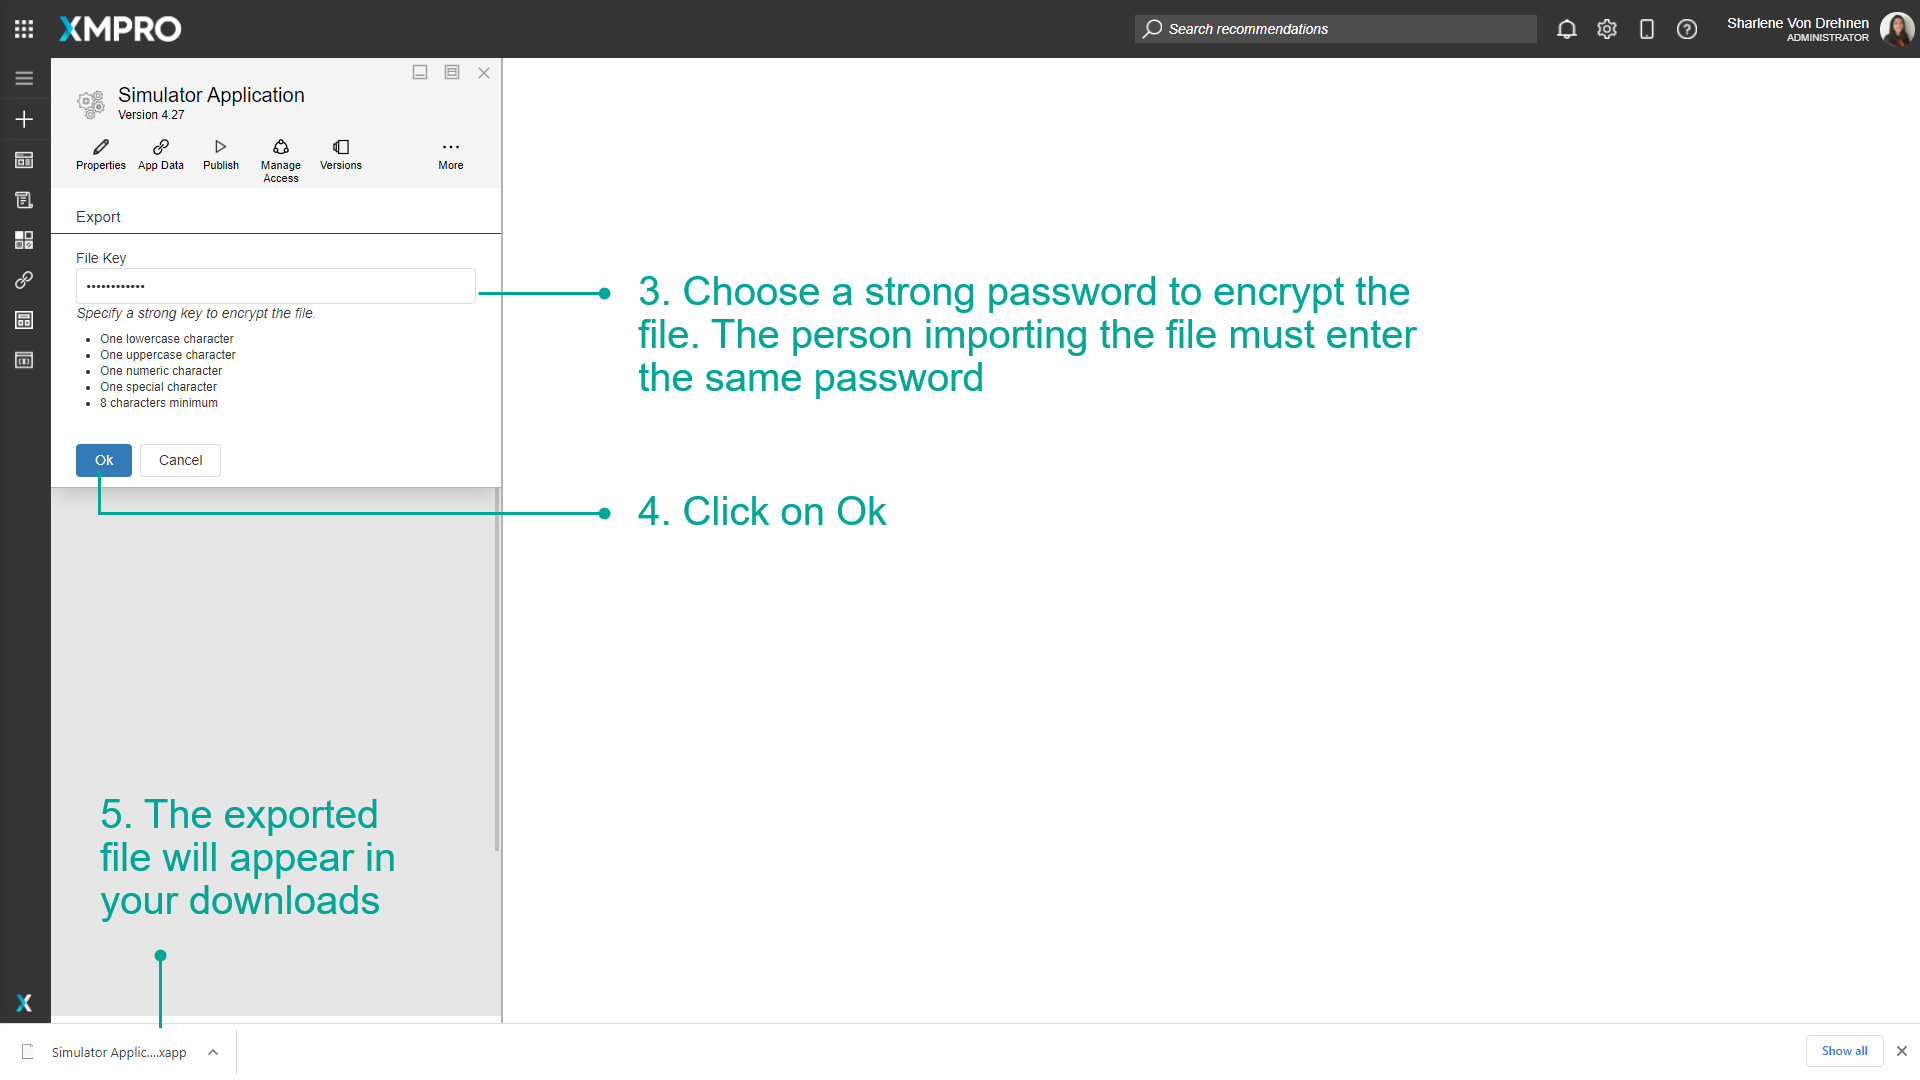 XMPRO
Search recommendations
Sharlene Von Drehnen
ADMINISTRATOR
Simulator Application
Version 4.27
Properties App Data Publish Manage Access Versions More
Export
File Key
••••••••••••
Specify a strong key to encrypt the file.
• One lowercase character
• One uppercase character
• One numeric character
• One special character
• 8 characters minimum
Ok Cancel
3. Choose a strong password to encrypt the
file. The person importing the file must enter
the same password
4. Click on Ok
5. The exported
file will appear in
your downloads
Simulator Applic....xapp
Show all